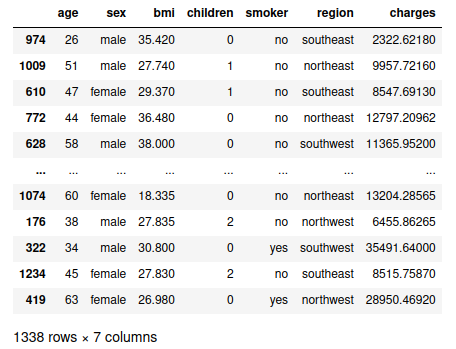 age sex bmi children smoker region charges
974 26 male 35.420 0 no southeast 2322.62180
1009 51 male 27.740 1 no northeast 9957.72160
610 47 female 29.370 1 no southeast 8547.69130
772 44 female 36.480 0 no northeast 12797.20962
628 58 male 38.000 0 no southwest 11365.95200
... ... ... ... ... ... ... ...
1074 60 female 18.335 0 no northeast 13204.28565
176 38 male 27.835 2 no northwest 6455.86265
322 34 male 30.800 0 yes southwest 35491.64000
1234 45 female 27.830 2 no southeast 8515.75870
419 63 female 26.980 0 yes northwest 28950.46920
1338 rows × 7 columns